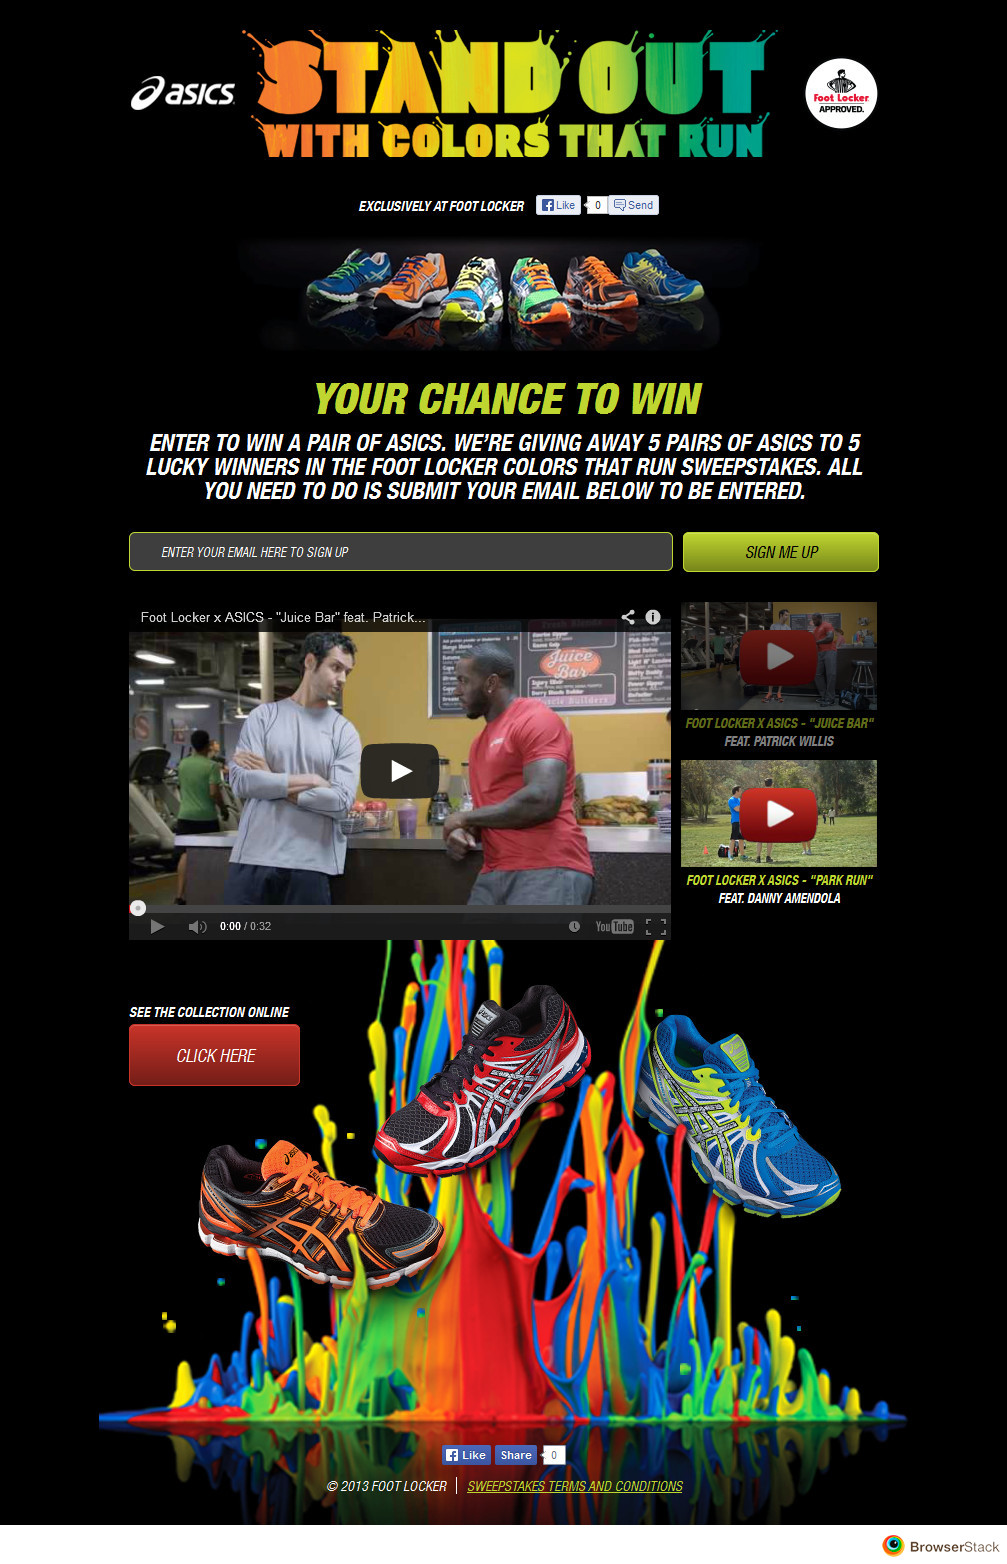 asics
STAND OUT
WITH COLORS THAT RUN
Foot Locker
APPROVED.
EXCLUSIVELY AT FOOT LOCKER
Like
0
Send
YOUR CHANCE TO WIN
ENTER TO WIN A PAIR OF ASICS. WE'RE GIVING AWAY 5 PAIRS OF ASICS TO 5
LUCKY WINNERS IN THE FOOT LOCKER COLORS THAT RUN SWEEPSTAKES. ALL
YOU NEED TO DO IS SUBMIT YOUR EMAIL BELOW TO BE ENTERED.
ENTER YOUR EMAIL HERE TO SIGN UP
SIGN ME UP
Foot Locker x ASICS - "Juice Bar" feat. Patrick...
Juice
Bar
0:00 / 0:32
YouTube
FOOT LOCKER X ASICS - "JUICE BAR"
FEAT. PATRICK WILLIS
FOOT LOCKER X ASICS - "PARK RUN"
FEAT. DANNY AMENDOLA
SEE THE COLLECTION ONLINE
CLICK HERE
Like
Share
0
© 2013 FOOT LOCKER
SWEEPSTAKES TERMS AND CONDITIONS
BrowserStack